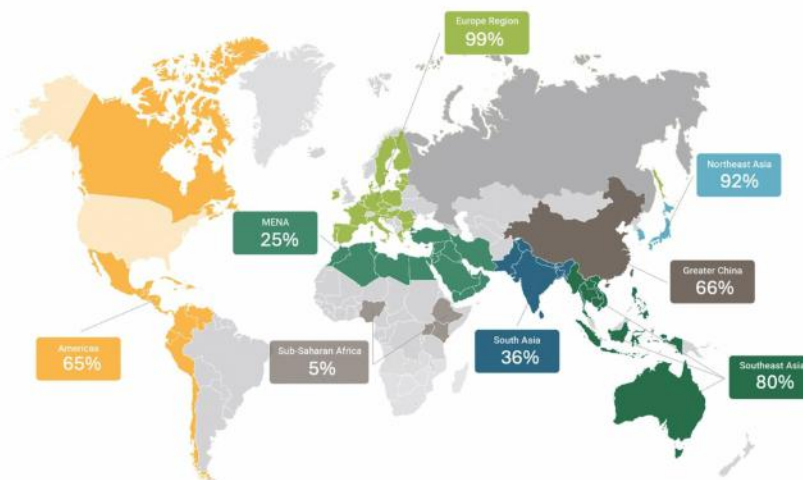 Europe Region
99%
Northeast Asia
92%
MENA
25%
Greater China
66%
Americas
65%
Sub-Saharan Africa
5%
South Asia
36%
Southeast Asia
80%